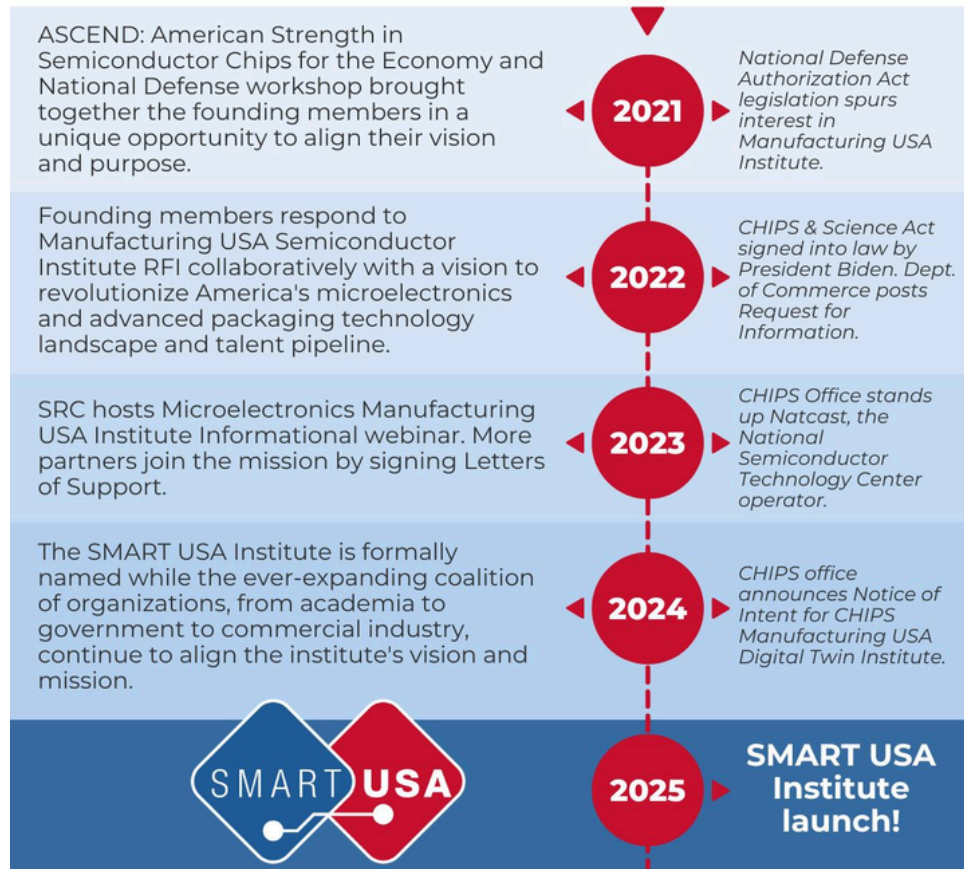 ASCEND: American Strength in
Semiconductor Chips for the Economy and
National Defense workshop brought
together the founding members in a
unique opportunity to align their vision
and purpose.
2021
National Defense
Authorization Act
legislation spurs
interest in
Manufacturing USA
Institute.
Founding members respond to
Manufacturing USA Semiconductor
Institute RFI collaboratively with a vision to
revolutionize America's microelectronics
and advanced packaging technology
landscape and talent pipeline.
2022
CHIPS & Science Act
signed into law by
President Biden. Dept.
of Commerce posts
Request for
Information.
SRC hosts Microelectronics Manufacturing
USA Institute Informational webinar. More
partners join the mission by signing Letters
of Support.
2023
CHIPS Office stands
up Natcast, the
National
Semiconductor
Technology Center
operator.
The SMART USA Institute is formally
named while the ever-expanding coalition
of organizations, from academia to
government to commercial industry,
continue to align the institute's vision and
mission.
2024
CHIPS office
announces Notice of
Intent for CHIPS
Manufacturing USA
Digital Twin Institute.
SMART USA
2025
SMART USA
Institute
launch!